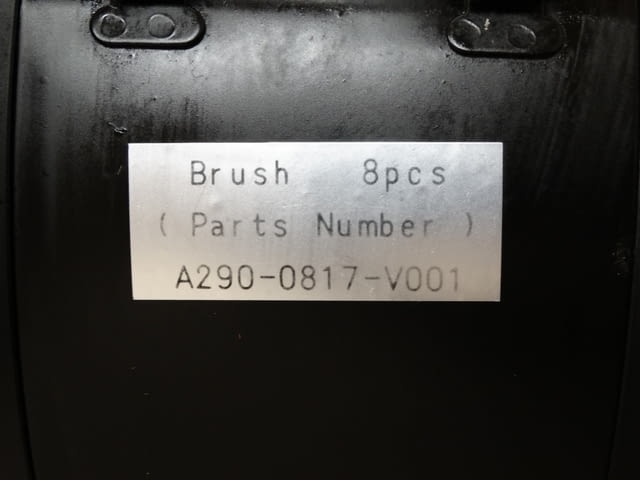 Brush 8pcs
( Parts Number )
A290-0817-V001